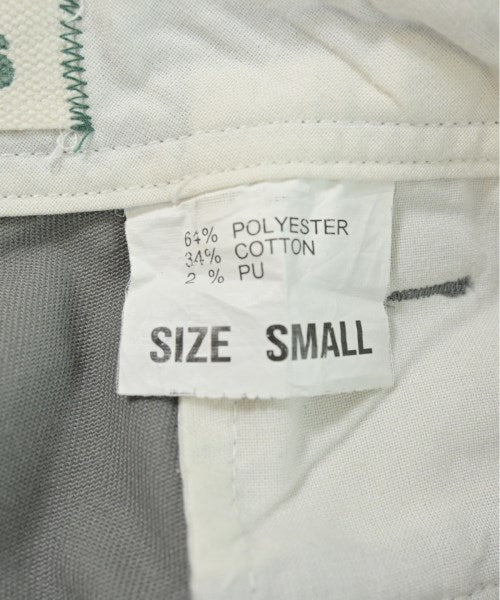 64% POLYESTER
34% COTTON
2 % PU
SIZE SMALL